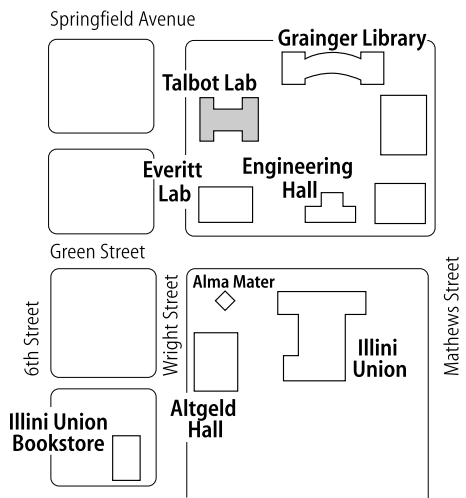 Springfield Avenue
Grainger Library
Talbot Lab
Everitt
Lab
Engineering
Hall
Green Street
6th Street
Wright Street
Alma Mater
Mathews Street
Illini
Union
Altgeld
Hall
Illini Union
Bookstore